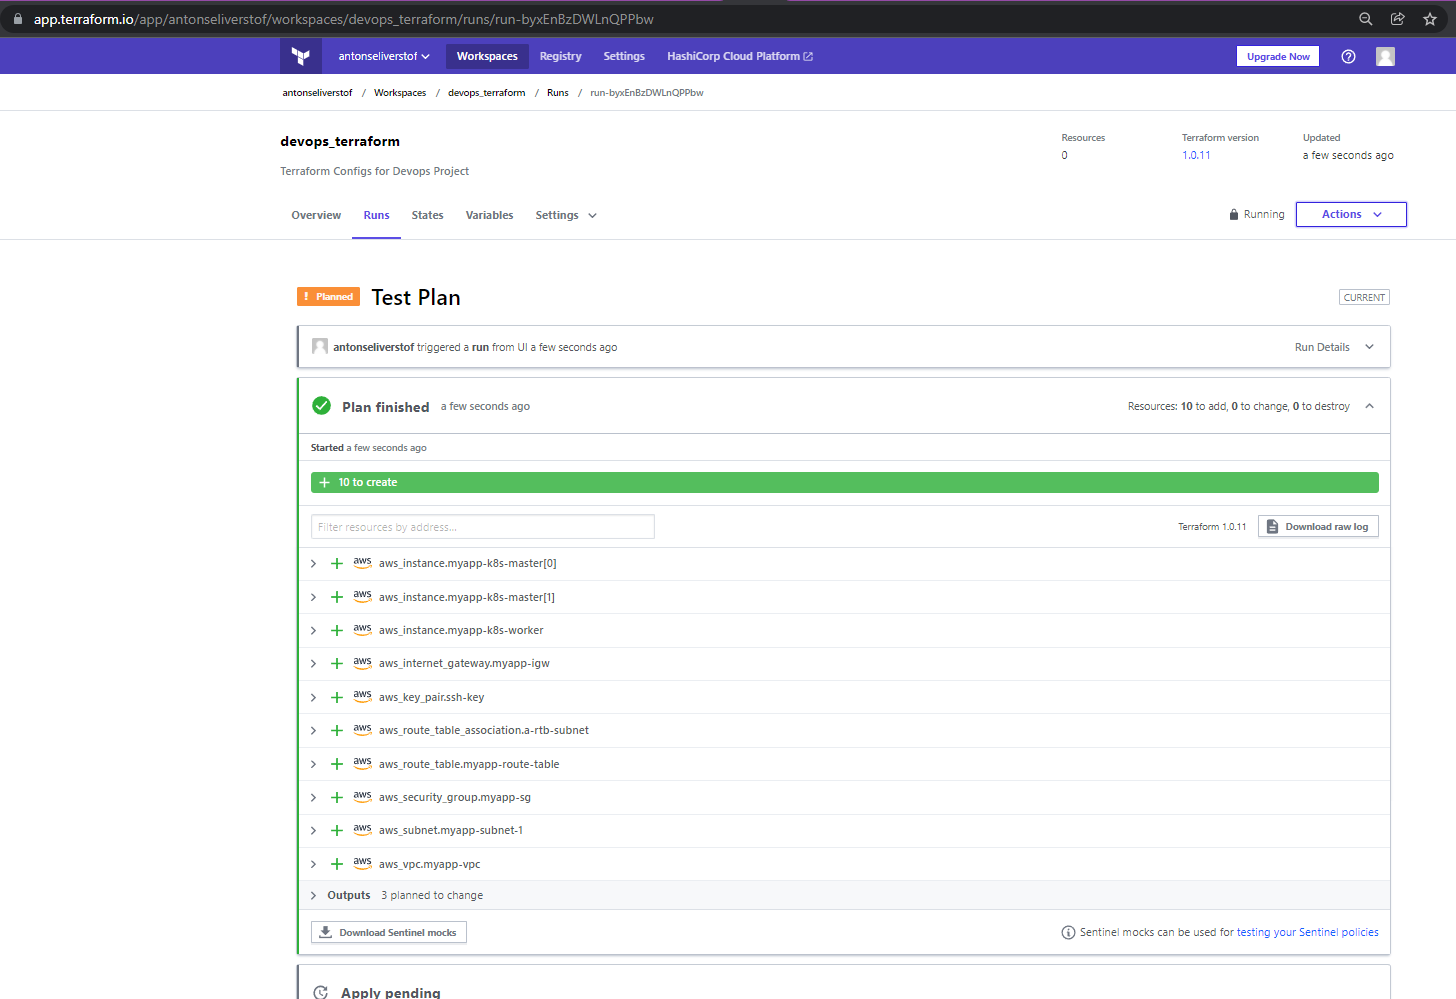 app.terraform.io/app/antonseliverstof/workspaces/devops_terraform/runs/run-byxEnBzDWLnQPPbw
antonseliverstof Workspaces Registry Settings HashiCorp Cloud Platform Upgrade Now
antonseliverstof / Workspaces / devops_terraform / Runs / run-byxEnBzDWLnQPPbw
devops_terraform
Terraform Configs for Devops Project
Resources Terraform version Updated
0 1.0.11 a few seconds ago
Overview Runs States Variables Settings Running Actions
! Planned Test Plan CURRENT
antonseliverstof triggered a run from UI a few seconds ago Run Details
Plan finished a few seconds ago Resources: 10 to add, 0 to change, 0 to destroy
Started a few seconds ago
+ 10 to create
Filter resources by address... Terraform 1.0.11 Download raw log
+ aws aws_instance.myapp-k8s-master[0]
+ aws aws_instance.myapp-k8s-master[1]
+ aws aws_instance.myapp-k8s-worker
+ aws aws_internet_gateway.myapp-igw
+ aws aws_key_pair.ssh-key
+ aws aws_route_table_association.a-rtb-subnet
+ aws aws_route_table.myapp-route-table
+ aws aws_security_group.myapp-sg
+ aws aws_subnet.myapp-subnet-1
+ aws aws_vpc.myapp-vpc
Outputs 3 planned to change
Download Sentinel mocks Sentinel mocks can be used for testing your Sentinel policies
Apply pending